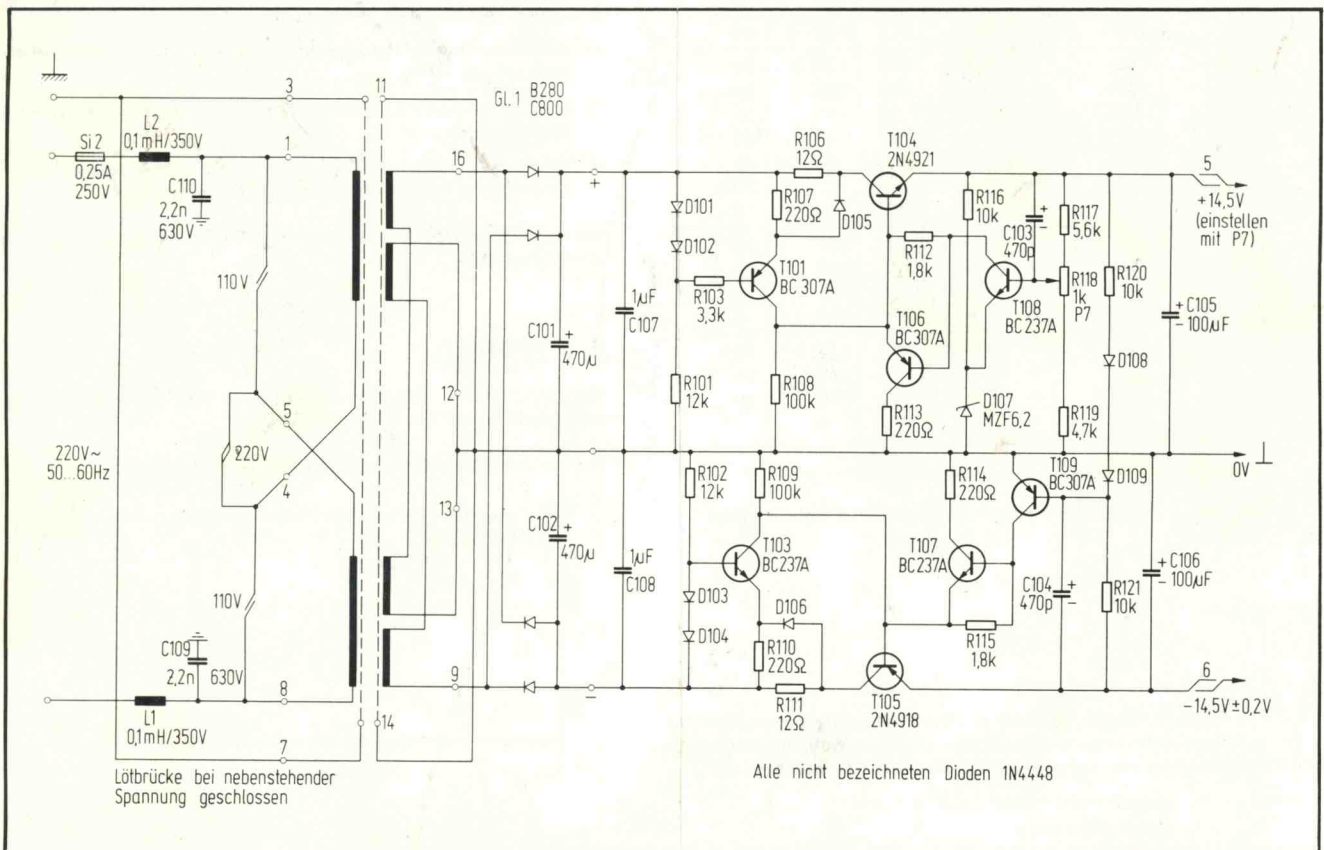 3
11
Gl.1 B280
C800
L2
0,1mH/350V
Si 2
0,25A
250V
1
C110
2,2n
630V
110V
16
+
1µF
C107
C101
+
470µ
12
D101
D102
R103
3,3k
R101
12k
R106
12Ω
R107
220Ω
D105
T101
BC 307A
R108
100k
T104
2N4921
R112
1,8k
T106
BC307A
R113
220Ω
R116
10k
C103
470p
+
−
T108
BC237A
D107
MZF6,2
R117
5,6k
R118
1k
P7
R119
4,7k
R120
10k
D108
+ C105
− 100µF
5
+14,5V
(einstellen
mit P7)
220V~
50...60Hz
5
220V
4
0V
13
C102
+
470µ
1µF
C108
R102
12k
D103
D104
R109
100k
T103
BC237A
D106
R110
220Ω
R111
12Ω
R114
220Ω
T107
BC237A
R115
1,8k
T105
2N4918
T109
BC307A
D109
C104
470p
+
−
R121
10k
+ C106
− 100µF
6
−14,5V±0,2V
110V
C109
2,2n
630V
8
9
−
L1
0,1mH/350V
7
14
Lötbrücke bei nebenstehender
Spannung geschlossen
Alle nicht bezeichneten Dioden 1N4448